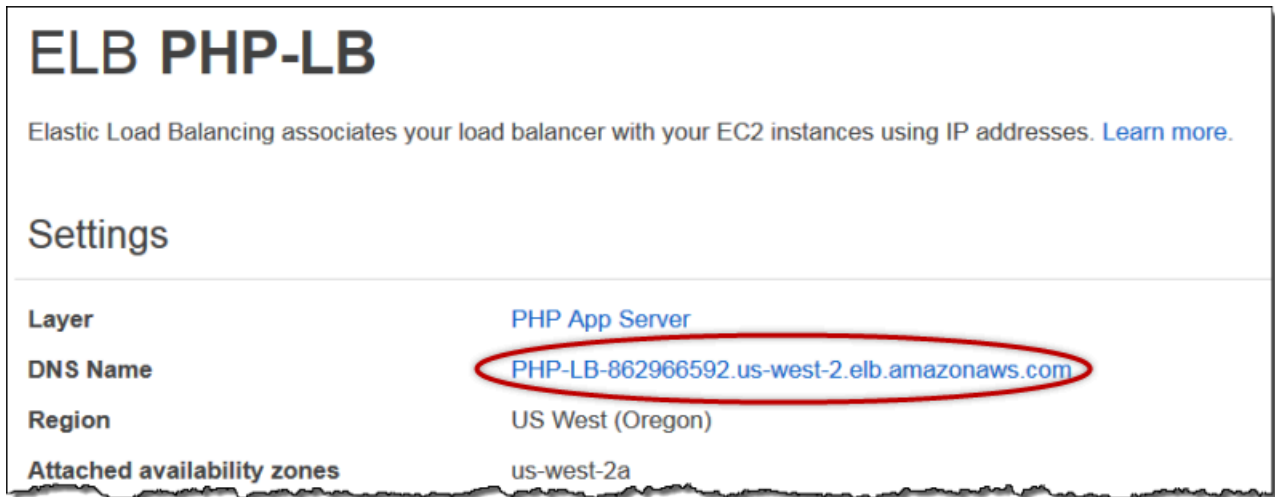 ELB PHP-LB
Elastic Load Balancing associates your load balancer with your EC2 instances using IP addresses. Learn more.
Settings
Layer PHP App Server
DNS Name PHP-LB-862966592.us-west-2.elb.amazonaws.com
Region US West (Oregon)
Attached availability zones us-west-2a